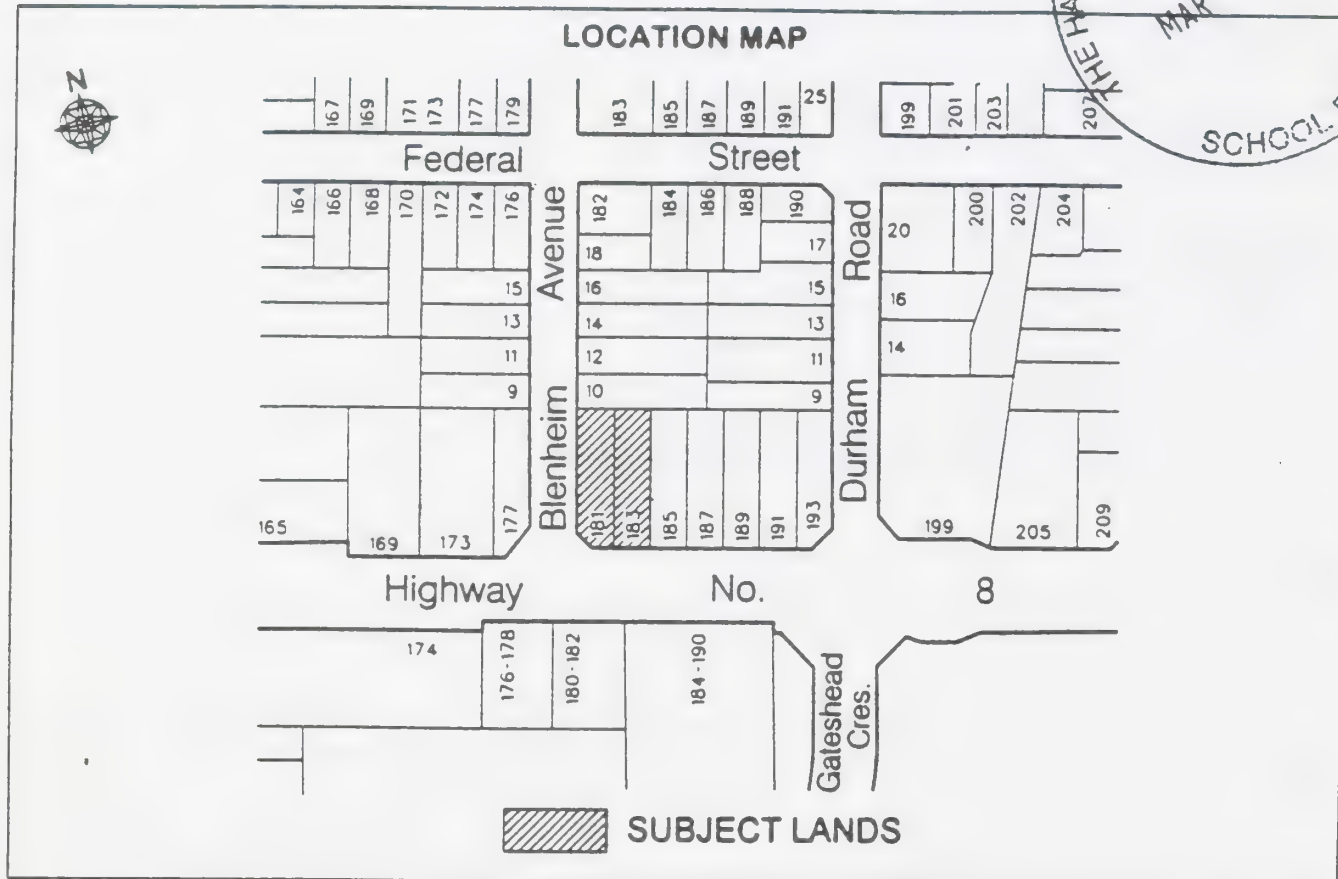 LOCATION MAP
THE HA
MAR
SCHOOL
N
167 169 171 173 177 179 183 185 187 189 191 25 199 201 203 207
Federal Street
164 166 168 170 172 174 176 182 184 186 188 190 20 200 202 204
18 17
15 16 15 16
13 14 13 14
11 12 11
9 10 9
Blenheim Avenue
Durham Road
165 169 173 177 181 183 185 187 189 191 193 199 205 209
Highway No. 8
174 176-178 180-182 184-190
Gateshead
Cres.
SUBJECT LANDS